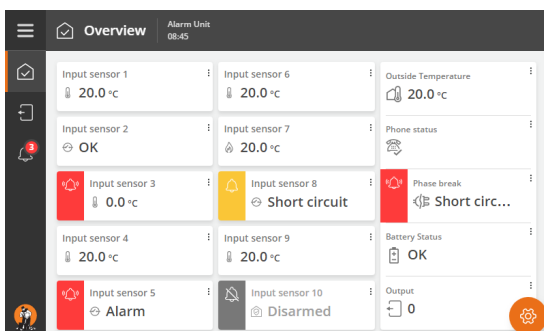 Overview
Alarm Unit
08:45
3
Input sensor 1
20.0 °C
Input sensor 2
OK
Input sensor 3
0.0 °C
Input sensor 4
20.0 °C
Input sensor 5
Alarm
Input sensor 6
20.0 °C
Input sensor 7
20.0 °C
Input sensor 8
Short circuit
Input sensor 9
20.0 °C
Input sensor 10
Disarmed
Outside Temperature
20.0 °C
Phone status
Phase break
Short circ...
Battery Status
OK
Output
0